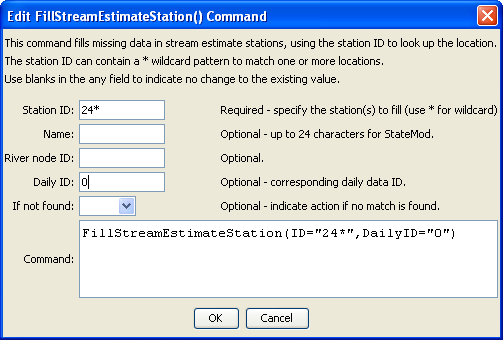 Edit FillStreamEstimateStation() Command
This command fills missing data in stream estimate stations, using the station ID to look up the location.
The station ID can contain a * wildcard pattern to match one or more locations.
Use blanks in the any field to indicate no change to the existing value.
Station ID: 24* Required - specify the station(s) to fill (use * for wildcard)
Name: Optional - up to 24 characters for StateMod.
River node ID: Optional.
Daily ID: 0 Optional - corresponding daily data ID.
If not found: Optional - indicate action if no match is found.
FillStreamEstimateStation(ID="24*",DailyID="0")
Command:
OK Cancel